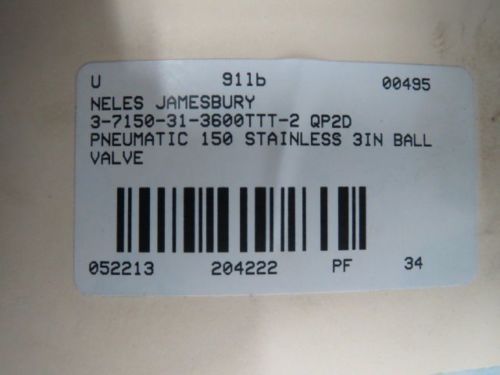 U 91lb 00495
NELES JAMESBURY
3-7150-31-3600TTT-2 QP2D
PNEUMATIC 150 STAINLESS 3IN BALL
VALVE
052213 204222 PF 34